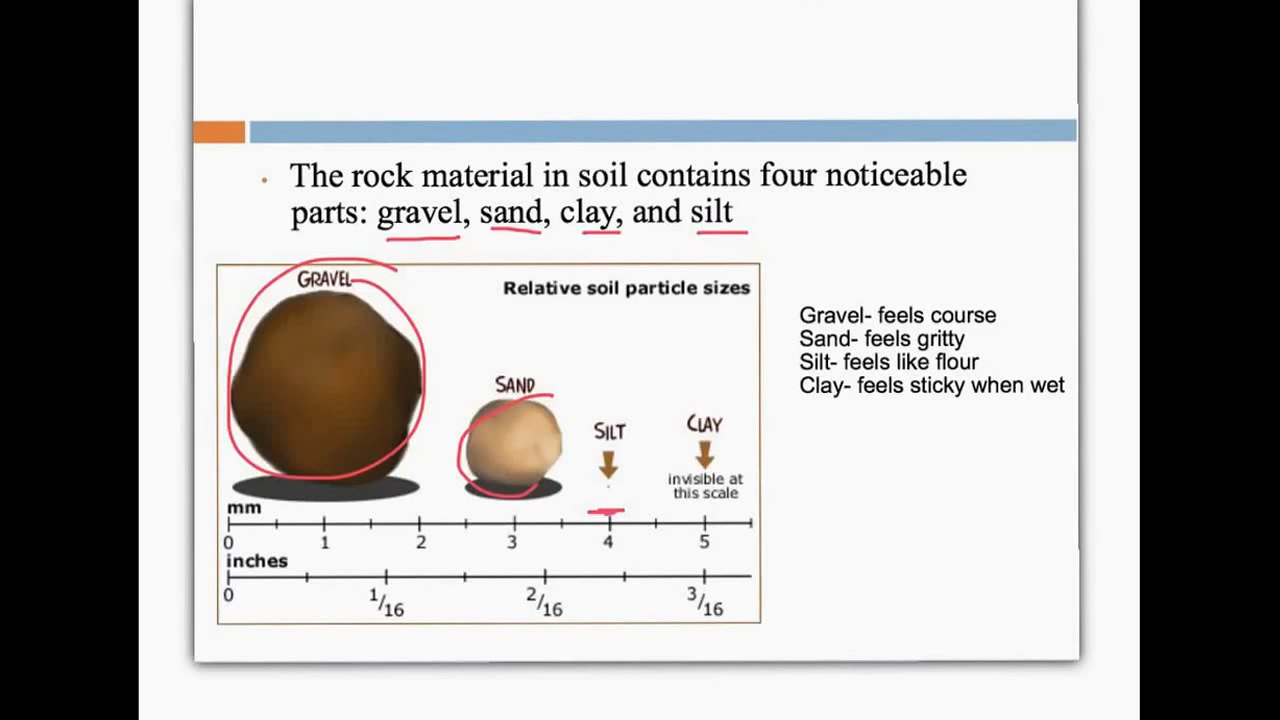 • The rock material in soil contains four noticeable
parts: gravel, sand, clay, and silt
GRAVEL
Relative soil particle sizes
Gravel- feels course
Sand- feels gritty
Silt- feels like flour
Clay- feels sticky when wet
SAND
SILT
CLAY
invisible at
this scale
mm
0 1 2 3 4 5
inches
0 1/16 2/16 3/16